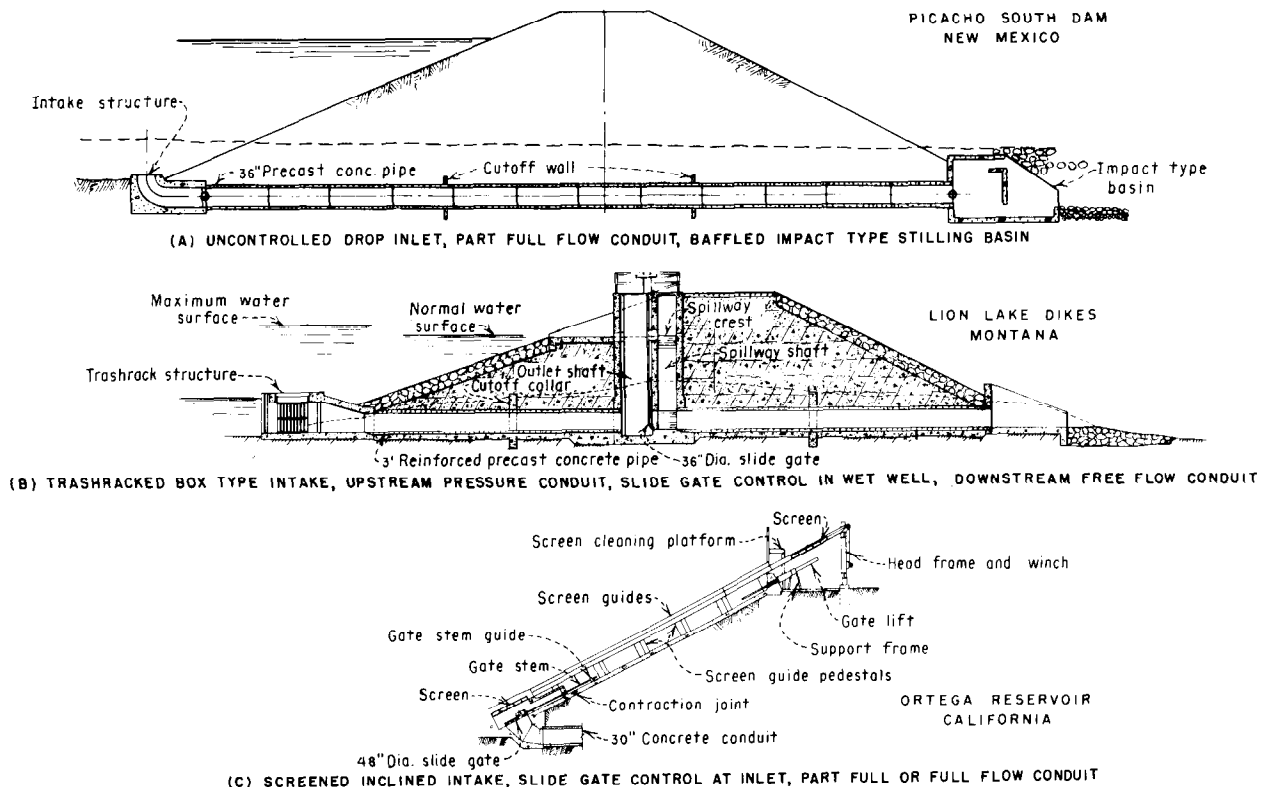 PICACHO SOUTH DAM
NEW MEXICO
Intake structure
36" Precast conc. pipe
Cutoff wall
Impact type
basin
(A) UNCONTROLLED DROP INLET, PART FULL FLOW CONDUIT, BAFFLED IMPACT TYPE STILLING BASIN
Maximum water
surface
Normal water
surface
Spillway
crest
LION LAKE DIKES
MONTANA
Spillway shaft
Trashrack structure
Outlet shaft
Cutoff collar
3' Reinforced precast concrete pipe
36" Dia. slide gate
(B) TRASHRACKED BOX TYPE INTAKE, UPSTREAM PRESSURE CONDUIT, SLIDE GATE CONTROL IN WET WELL, DOWNSTREAM FREE FLOW CONDUIT
Screen
Screen cleaning platform
Head frame and winch
Screen guides
Gate lift
Gate stem guide
Support frame
Gate stem
Screen guide pedestals
Screen
Contraction joint
ORTEGA RESERVOIR
CALIFORNIA
30" Concrete conduit
48" Dia. slide gate
(C) SCREENED INCLINED INTAKE, SLIDE GATE CONTROL AT INLET, PART FULL OR FULL FLOW CONDUIT